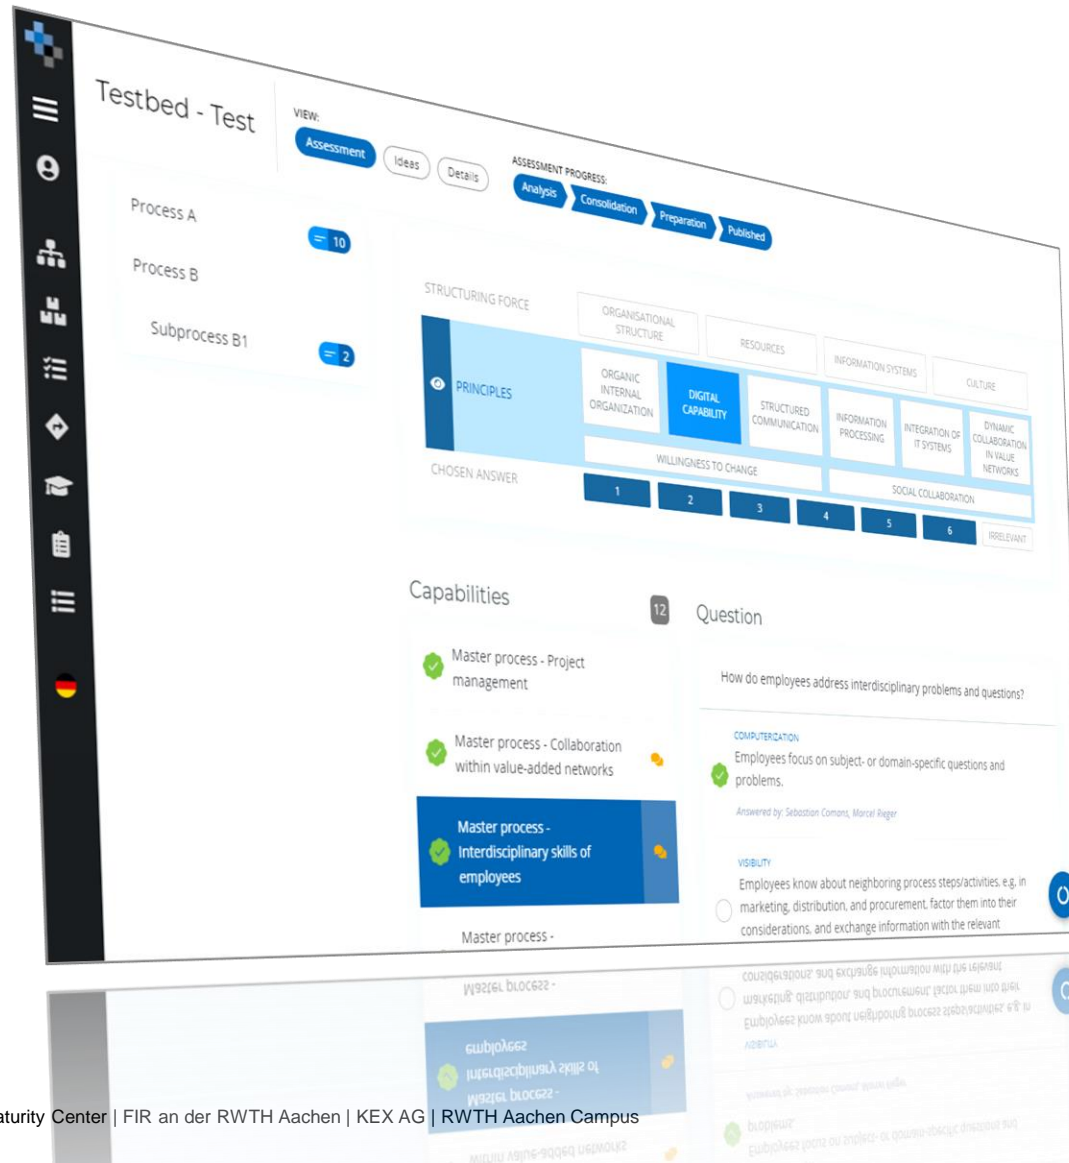 Testbed - Test
VIEW:
Assessment
Ideas
Details
ASSESSMENT PROGRESS:
Analysis
Consolidation
Preparation
Published
Process A
10
Process B
Subprocess B1
2
STRUCTURING FORCE
ORGANISATIONAL
STRUCTURE
RESOURCES
INFORMATION SYSTEMS
CULTURE
PRINCIPLES
ORGANIC
INTERNAL
ORGANIZATION
DIGITAL
CAPABILITY
STRUCTURED
COMMUNICATION
INFORMATION
PROCESSING
INTEGRATION OF
IT SYSTEMS
DYNAMIC
COLLABORATION
IN VALUE
NETWORKS
WILLINGNESS TO CHANGE
SOCIAL COLLABORATION
CHOSEN ANSWER
1
2
3
4
5
6
IRRELEVANT
Capabilities
12
Master process - Project
management
Master process - Collaboration
within value-added networks
Master process -
Interdisciplinary skills of
employees
Master process -
Question
How do employees address interdisciplinary problems and questions?
COMPUTERIZATION
Employees focus on subject- or domain-specific questions and
problems.
Answered by: Sebastian Comans, Marcel Rieger
VISIBILITY
Employees know about neighboring process steps/activities, e.g. in
marketing, distribution, and procurement, factor them into their
considerations, and exchange information with the relevant
aturity Center | FIR an der RWTH Aachen | KEX AG | RWTH Aachen Campus